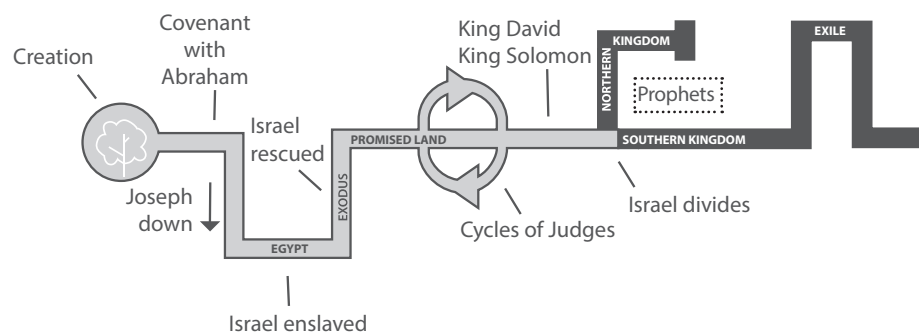 Creation
Covenant
with
Abraham
Joseph
down
EGYPT
Israel enslaved
Israel
rescued
EXODUS
PROMISED LAND
Cycles of Judges
King David
King Solomon
Israel divides
NORTHERN
KINGDOM
Prophets
SOUTHERN KINGDOM
EXILE